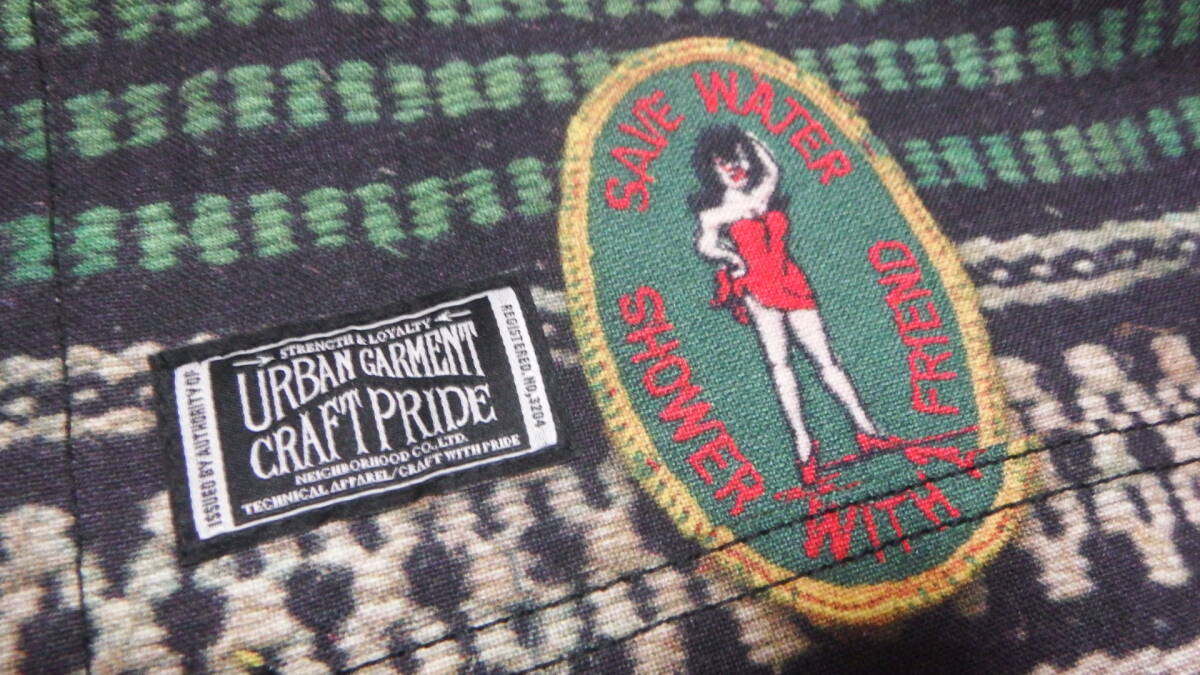 ISSUED BY AUTHORITY OF
STRENGTH & LOYALTY
URBAN GARMENT
CRAFT PRIDE
NEIGHBORHOOD CO., LTD.
TECHNICAL APPAREL/CRAFT WITH PRIDE
REGISTERED. NO, 3204
SAVE WATER
SHOWER
WITH A FRIEND